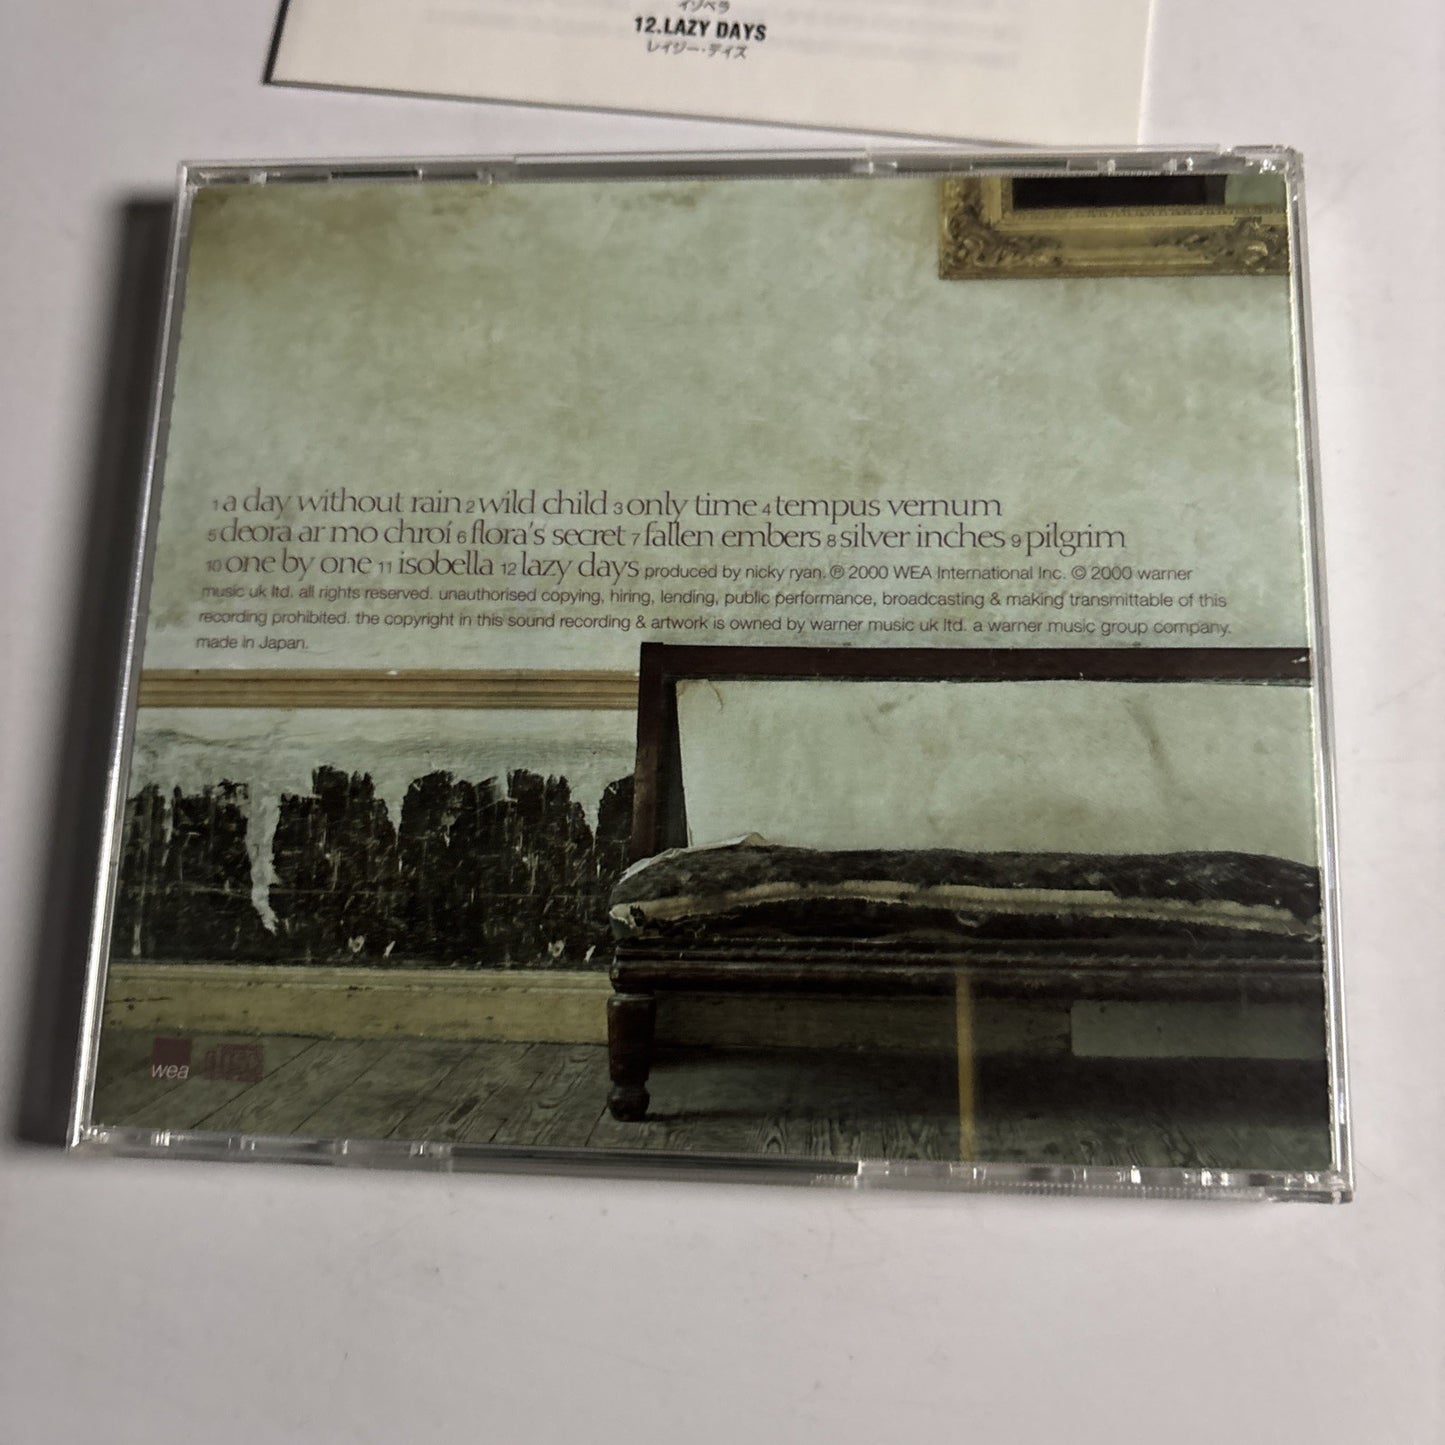 イゾベラ
12.LAZY DAYS
レイジー・デイズ
1 a day without rain 2 wild child 3 only time 4 tempus vernum
5 deora ar mo chroí 6 flora's secret 7 fallen embers 8 silver inches 9 pilgrim
10 one by one 11 isobella 12 lazy days produced by nicky ryan. ℗ 2000 WEA International Inc. © 2000 warner
music uk ltd. all rights reserved. unauthorised copying, hiring, lending, public performance, broadcasting & making transmittable of this
recording prohibited. the copyright in this sound recording & artwork is owned by warner music uk ltd. a warner music group company.
made in Japan.
wea